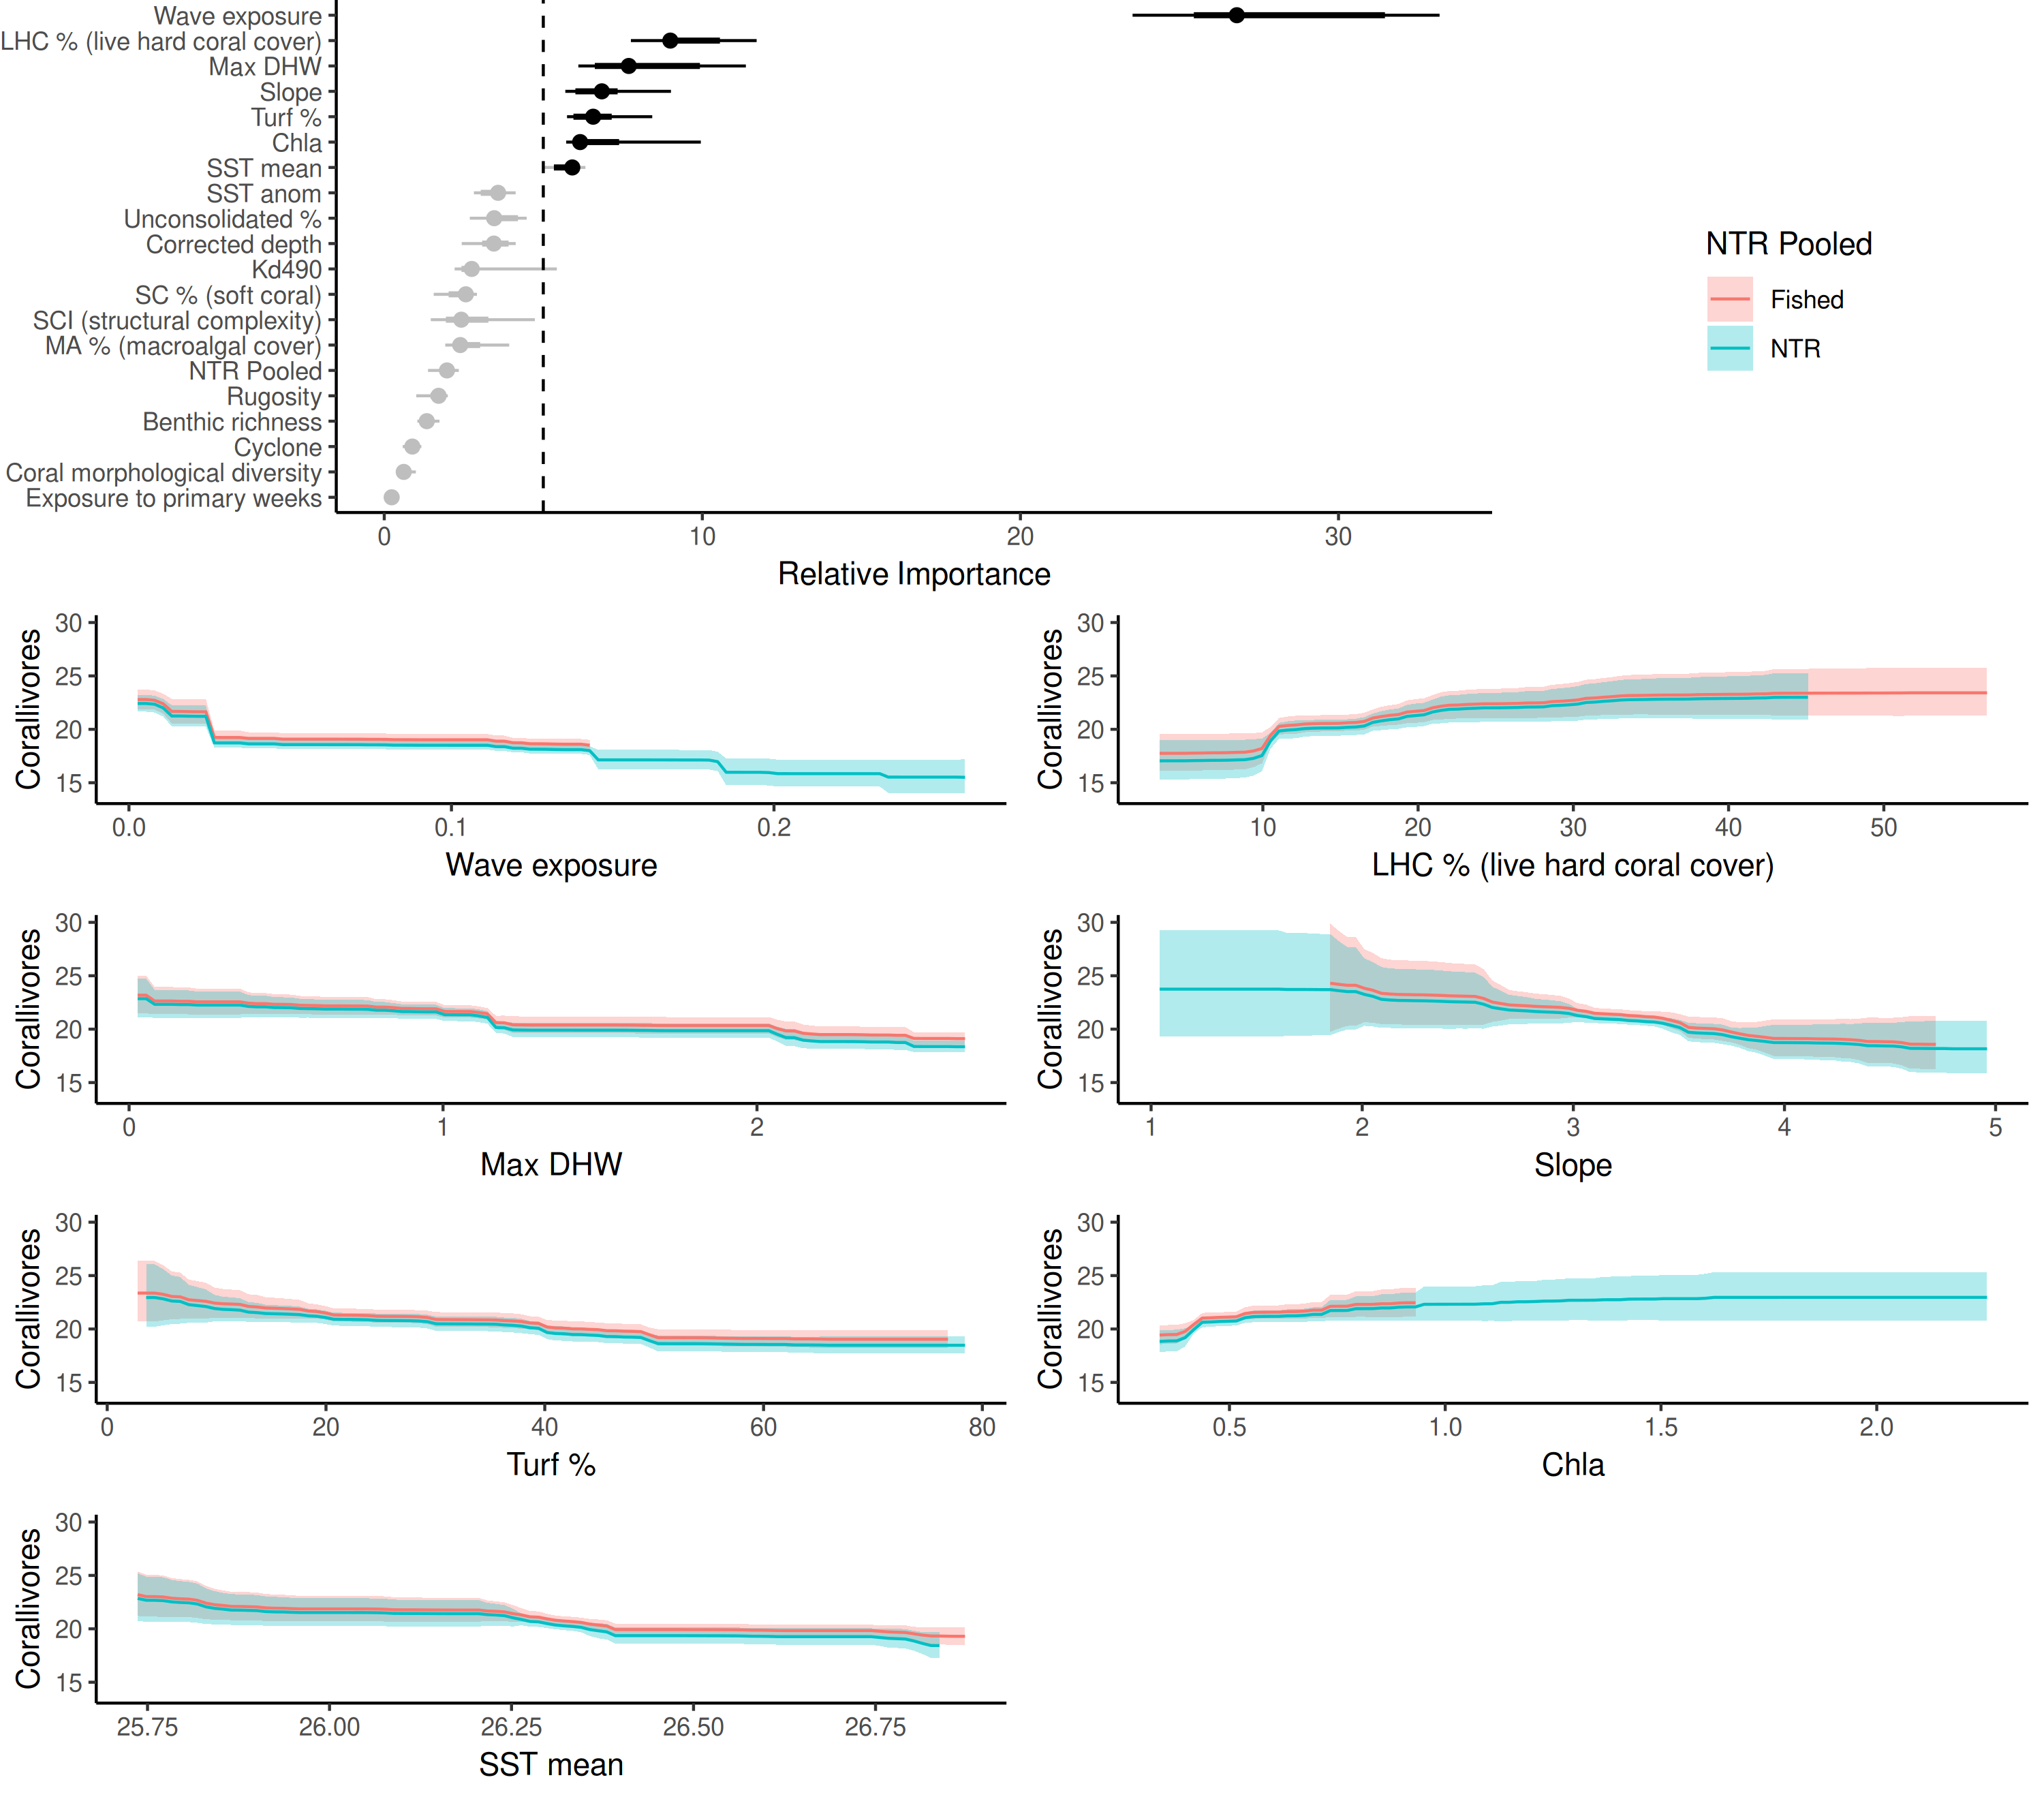 Wave exposure
LHC % (live hard coral cover)
Max DHW
Slope
Turf %
Chla
SST mean
SST anom
Unconsolidated %
Corrected depth
Kd490
SC % (soft coral)
SCI (structural complexity)
MA % (macroalgal cover)
NTR Pooled
Rugosity
Benthic richness
Cyclone
Coral morphological diversity
Exposure to primary weeks
0 10 20 30
Relative Importance
NTR Pooled
Fished
NTR
Corallivores
30
25
20
15
0.0 0.1 0.2
Wave exposure
Corallivores
30
25
20
15
10 20 30 40 50
LHC % (live hard coral cover)
Corallivores
30
25
20
15
0 1 2
Max DHW
Corallivores
30
25
20
15
1 2 3 4 5
Slope
Corallivores
30
25
20
15
0 20 40 60 80
Turf %
Corallivores
30
25
20
15
0.5 1.0 1.5 2.0
Chla
Corallivores
30
25
20
15
25.75 26.00 26.25 26.50 26.75
SST mean